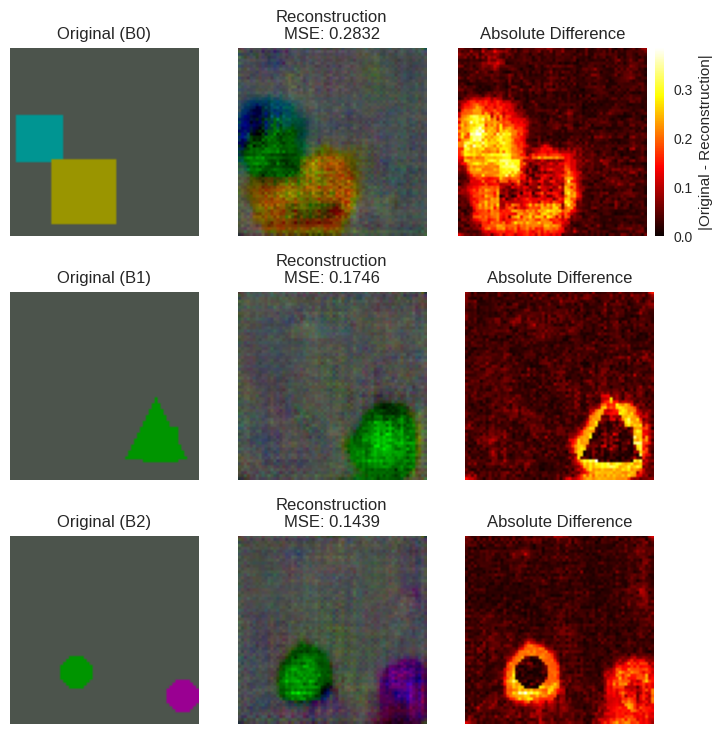 Original (B0)
Reconstruction
MSE: 0.2832
Absolute Difference
0.3
0.2
0.1
0.0
|Original - Reconstruction|
Original (B1)
Reconstruction
MSE: 0.1746
Absolute Difference
Original (B2)
Reconstruction
MSE: 0.1439
Absolute Difference